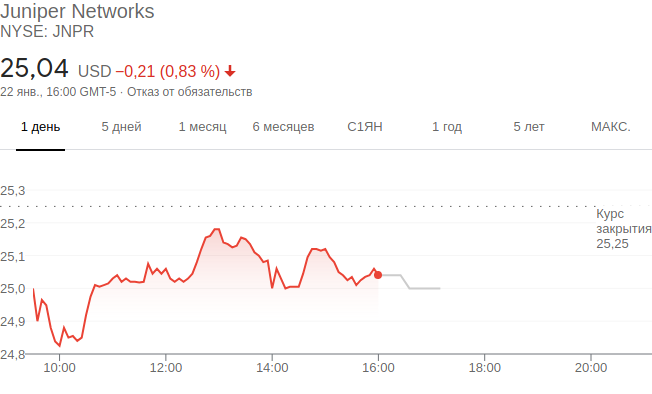 Juniper Networks
NYSE: JNPR
25,04 USD −0,21 (0,83 %)
22 янв., 16:00 GMT-5 · Отказ от обязательств
1 день 5 дней 1 месяц 6 месяцев С1ЯН 1 год 5 лет МАКС.
25,3
Курс
закрытия
25,25
25,2
25,1
25,0
24,9
24,8
10:00 12:00 14:00 16:00 18:00 20:00